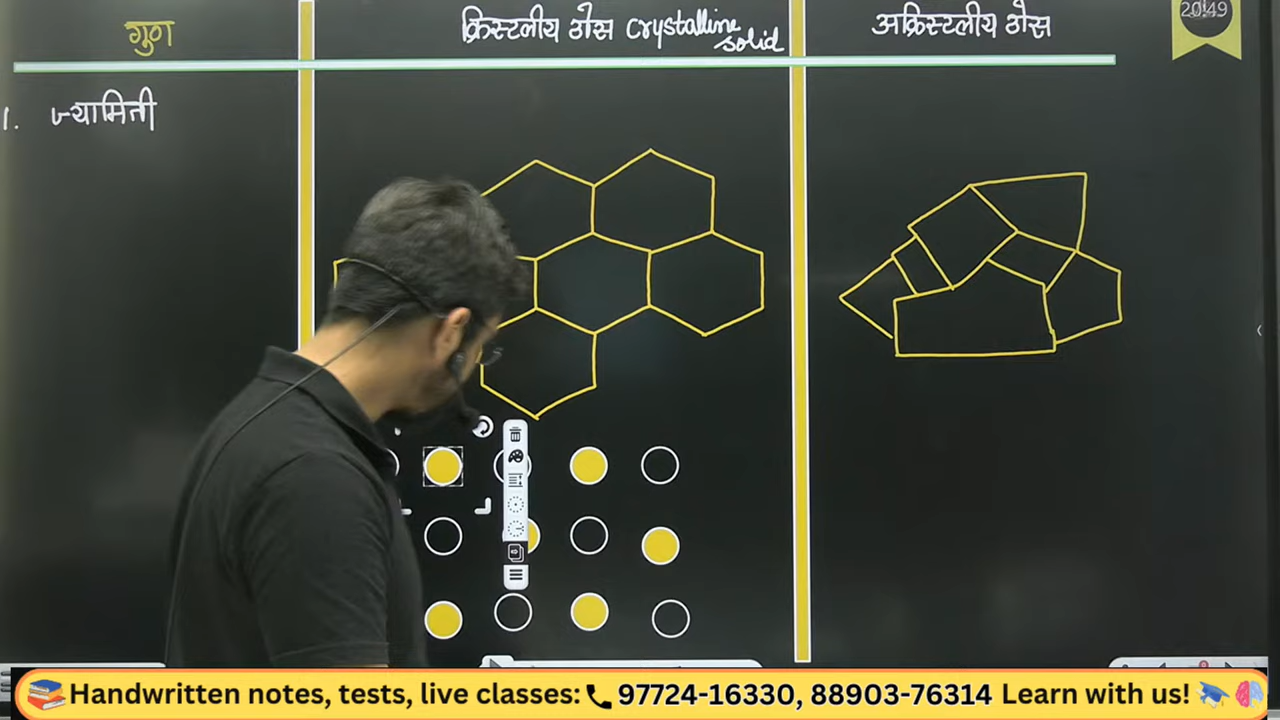 गुण
क्रिस्टलीय ठोस crystalline solid
अक्रिस्टलीय ठोस
20:49
1. ज्यामिती
Handwritten notes, tests, live classes: 97724-16330, 88903-76314 Learn with us!